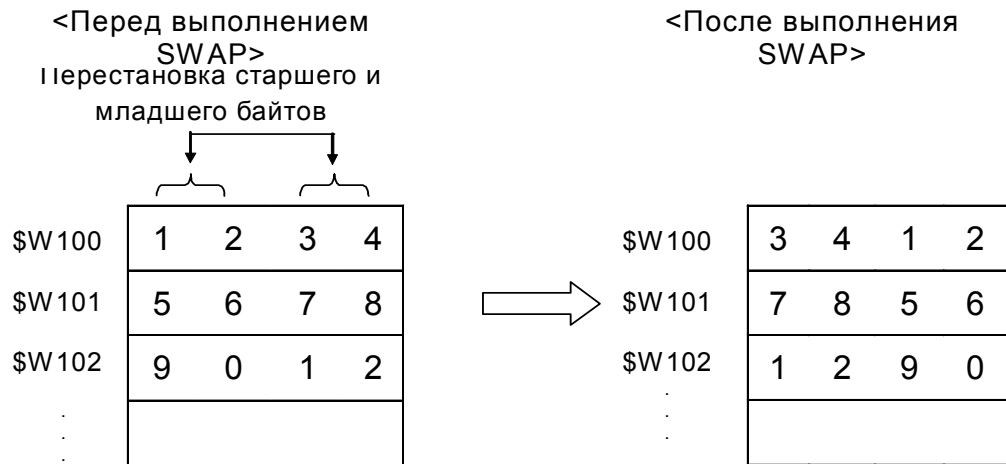 <Перед выполнением
SWAP>
Перестановка старшего и
младшего байтов
$W100 1 2 3 4
$W101 5 6 7 8
$W102 9 0 1 2
<После выполнения
SWAP>
$W100 3 4 1 2
$W101 7 8 5 6
$W102 1 2 9 0